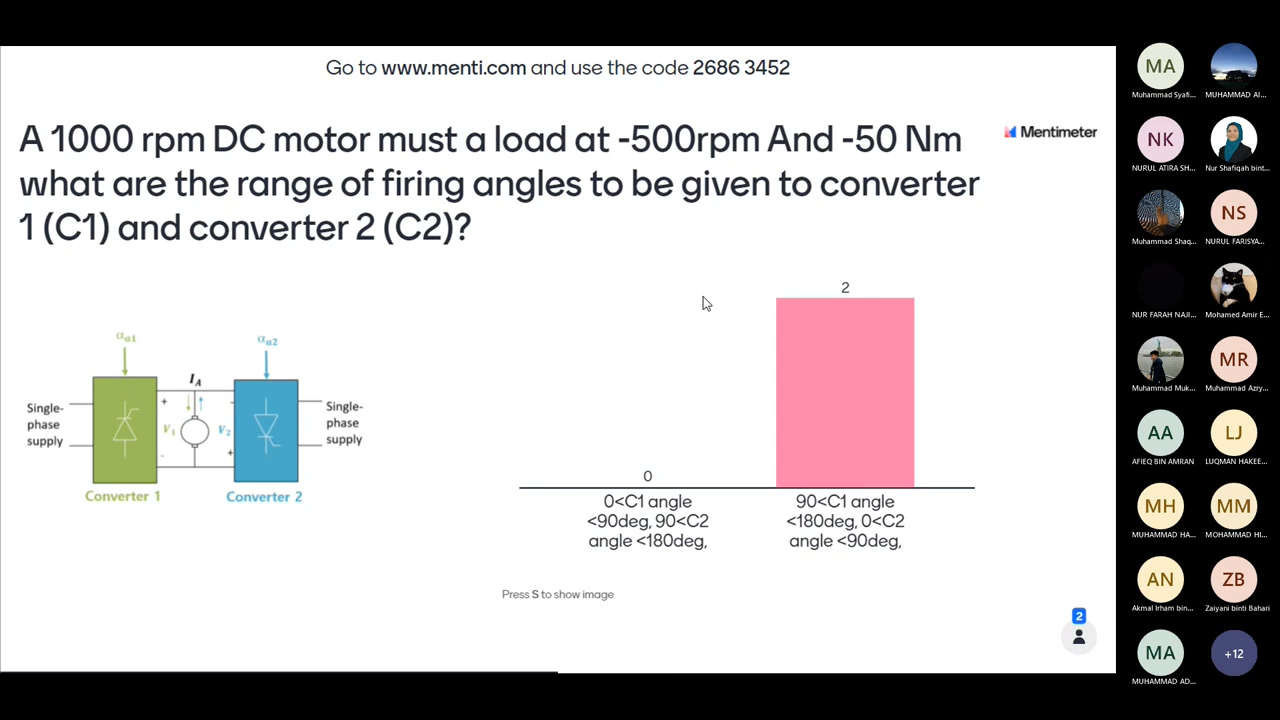 Go to www.menti.com and use the code 2686 3452
A 1000 rpm DC motor must a load at -500rpm And -50 Nm
what are the range of firing angles to be given to converter
1 (C1) and converter 2 (C2)?
Mentimeter
αa1
αa2
IA
Single-
phase
supply
+
V1
-
-
V2
+
Single-
phase
supply
Converter 1
Converter 2
0
2
0<C1 angle
<90deg, 90<C2
angle <180deg,
90<C1 angle
<180deg, 0<C2
angle <90deg,
Press S to show image
2
MA
Muhammad Syafi...
MUHAMMAD AI...
NK
NURUL ATIRA SH...
Nur Shafiqah bint...
Muhammad Shaq...
NS
NURUL FARISYA...
NUR FARAH NAJI...
Mohamed Amir E...
Muhammad Muk...
MR
Muhammad Azry...
AA
AFIEQ BIN AMRAN
LJ
LUQMAN HAKEE...
MH
MUHAMMAD HA...
MM
MOHAMMAD HI...
AN
Akmal Irham bin...
ZB
Zaiyani binti Bahari
MA
MUHAMMAD AD...
+12